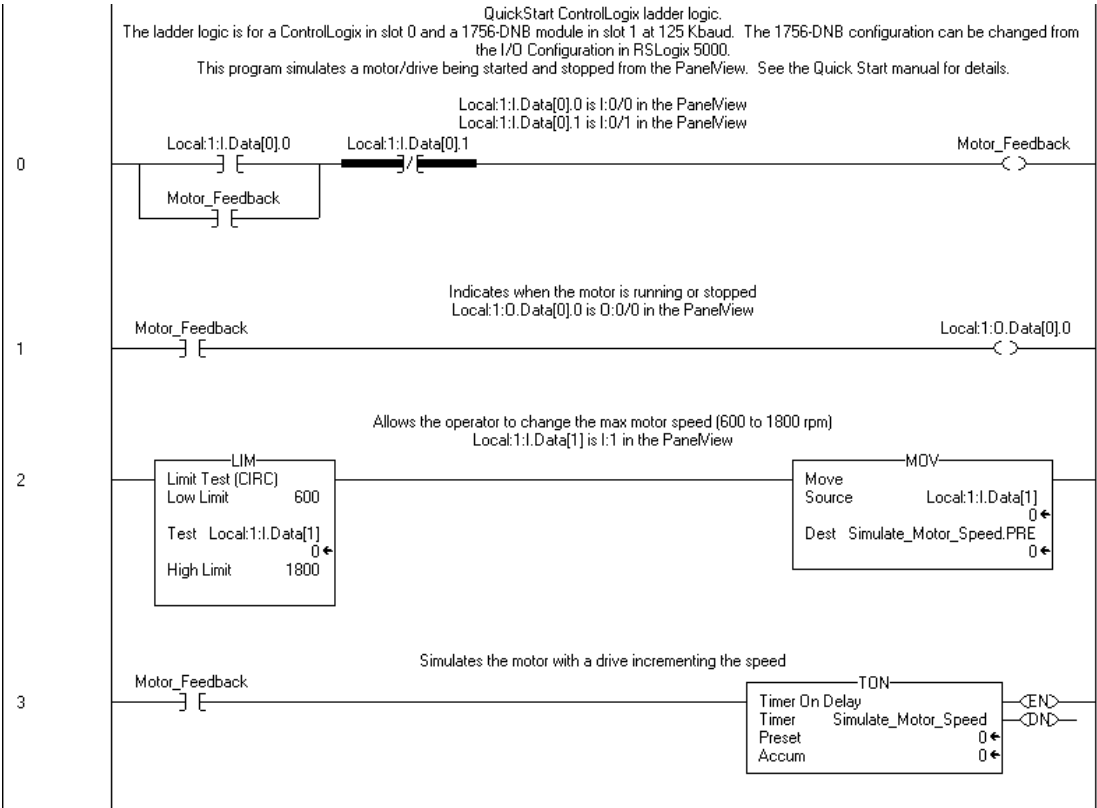 QuickStart ControlLogix ladder logic.
The ladder logic is for a ControlLogix in slot 0 and a 1756-DNB module in slot 1 at 125 Kbaud. The 1756-DNB configuration can be changed from
the I/O Configuration in RSLogix 5000.
This program simulates a motor/drive being started and stopped from the PanelView. See the Quick Start manual for details.
Local:1:I.Data[0].0 is I:0/0 in the PanelView
Local:1:I.Data[0].1 is I:0/1 in the PanelView
Local:1:I.Data[0].0 Local:1:I.Data[0].1 Motor_Feedback
0
Motor_Feedback
Indicates when the motor is running or stopped
Local:1:O.Data[0].0 is O:0/0 in the PanelView
Motor_Feedback Local:1:O.Data[0].0
1
Allows the operator to change the max motor speed (600 to 1800 rpm)
Local:1:I.Data[1] is I:1 in the PanelView
2
LIM
Limit Test (CIRC)
Low Limit 600
Test Local:1:I.Data[1]
0
High Limit 1800
MOV
Move
Source Local:1:I.Data[1]
0
Dest Simulate_Motor_Speed.PRE
0
Simulates the motor with a drive incrementing the speed
Motor_Feedback
3
TON
Timer On Delay
Timer Simulate_Motor_Speed
Preset 0
Accum 0
EN
DN